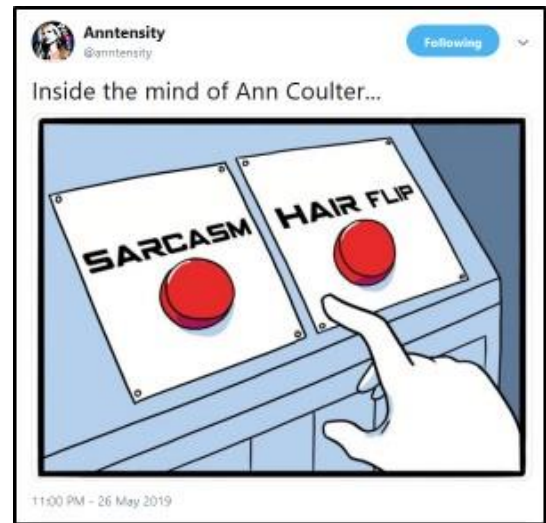 Anntensity
@anntensity
Following
Inside the mind of Ann Coulter...
SARCASM
HAIR FLIP
11:00 PM - 26 May 2019